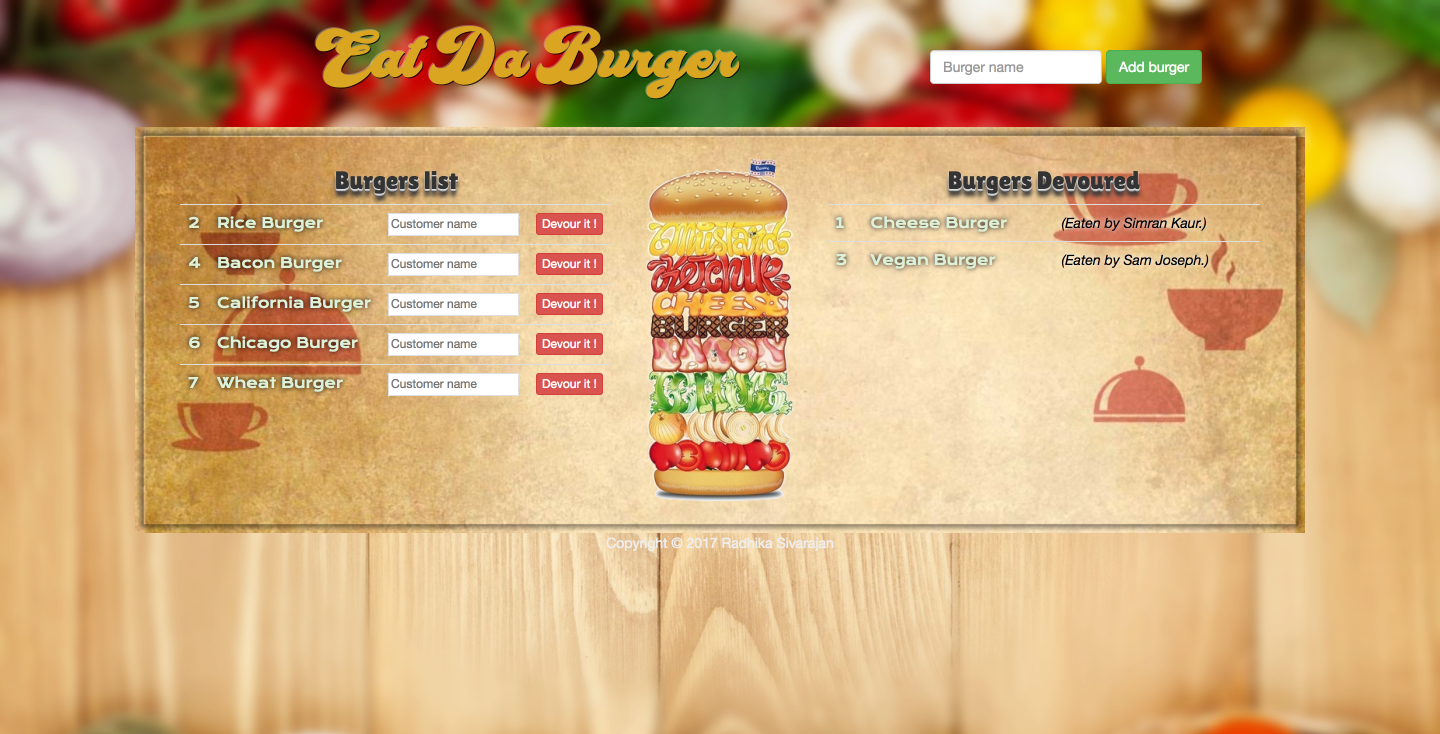 Eat Da Burger
Burger name
Add burger
Burgers list
2 Rice Burger Customer name Devour it !
4 Bacon Burger Customer name Devour it !
5 California Burger Customer name Devour it !
6 Chicago Burger Customer name Devour it !
7 Wheat Burger Customer name Devour it !
mustard
Ketchup
CHEESE
BURGER
BACON
LETTUCE
Burgers Devoured
1 Cheese Burger (Eaten by Simran Kaur.)
3 Vegan Burger (Eaten by Sam Joseph.)
Copyright © 2017 Radhika Sivarajan